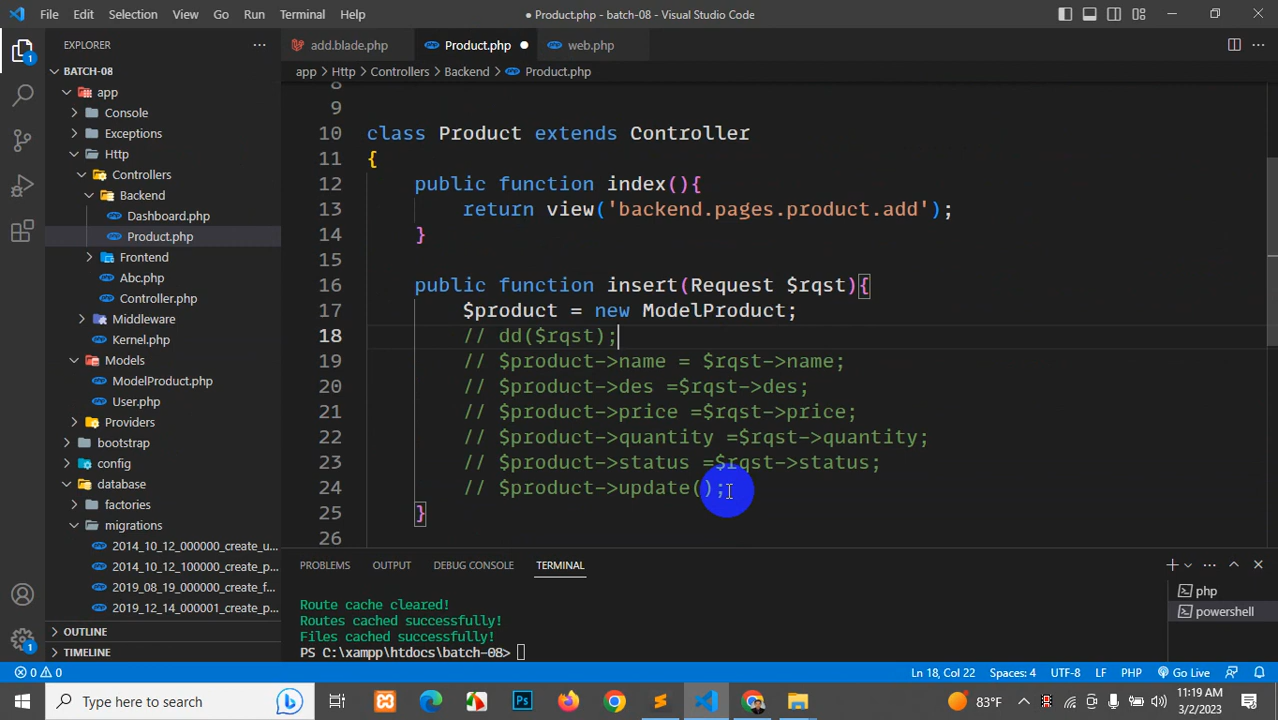 File Edit Selection View Go Run Terminal Help
● Product.php - batch-08 - Visual Studio Code
EXPLORER
BATCH-08
app
Console
Exceptions
Http
Controllers
Backend
Dashboard.php
Product.php
Frontend
Abc.php
Controller.php
Middleware
Kernel.php
Models
ModelProduct.php
User.php
Providers
bootstrap
config
database
factories
migrations
2014_10_12_000000_create_u...
2014_10_12_100000_create_p...
2019_08_19_000000_create_f...
2019_12_14_000001_create_p...
OUTLINE
TIMELINE
add.blade.php Product.php ● web.php
app > Http > Controllers > Backend > Product.php
8
9
10 class Product extends Controller
11 {
12 public function index(){
13 return view('backend.pages.product.add');
14 }
15
16 public function insert(Request $rqst){
17 $product = new ModelProduct;
18 // dd($rqst);
19 // $product->name = $rqst->name;
20 // $product->des =$rqst->des;
21 // $product->price =$rqst->price;
22 // $product->quantity =$rqst->quantity;
23 // $product->status =$rqst->status;
24 // $product->update();
25 }
26
PROBLEMS OUTPUT DEBUG CONSOLE TERMINAL
Route cache cleared!
Routes cached successfully!
Files cached successfully!
PS C:\xampp\htdocs\batch-08>
php
powershell
0 0 Ln 18, Col 22 Spaces: 4 UTF-8 LF PHP Go Live
Type here to search
83°F
11:19 AM
3/2/2023